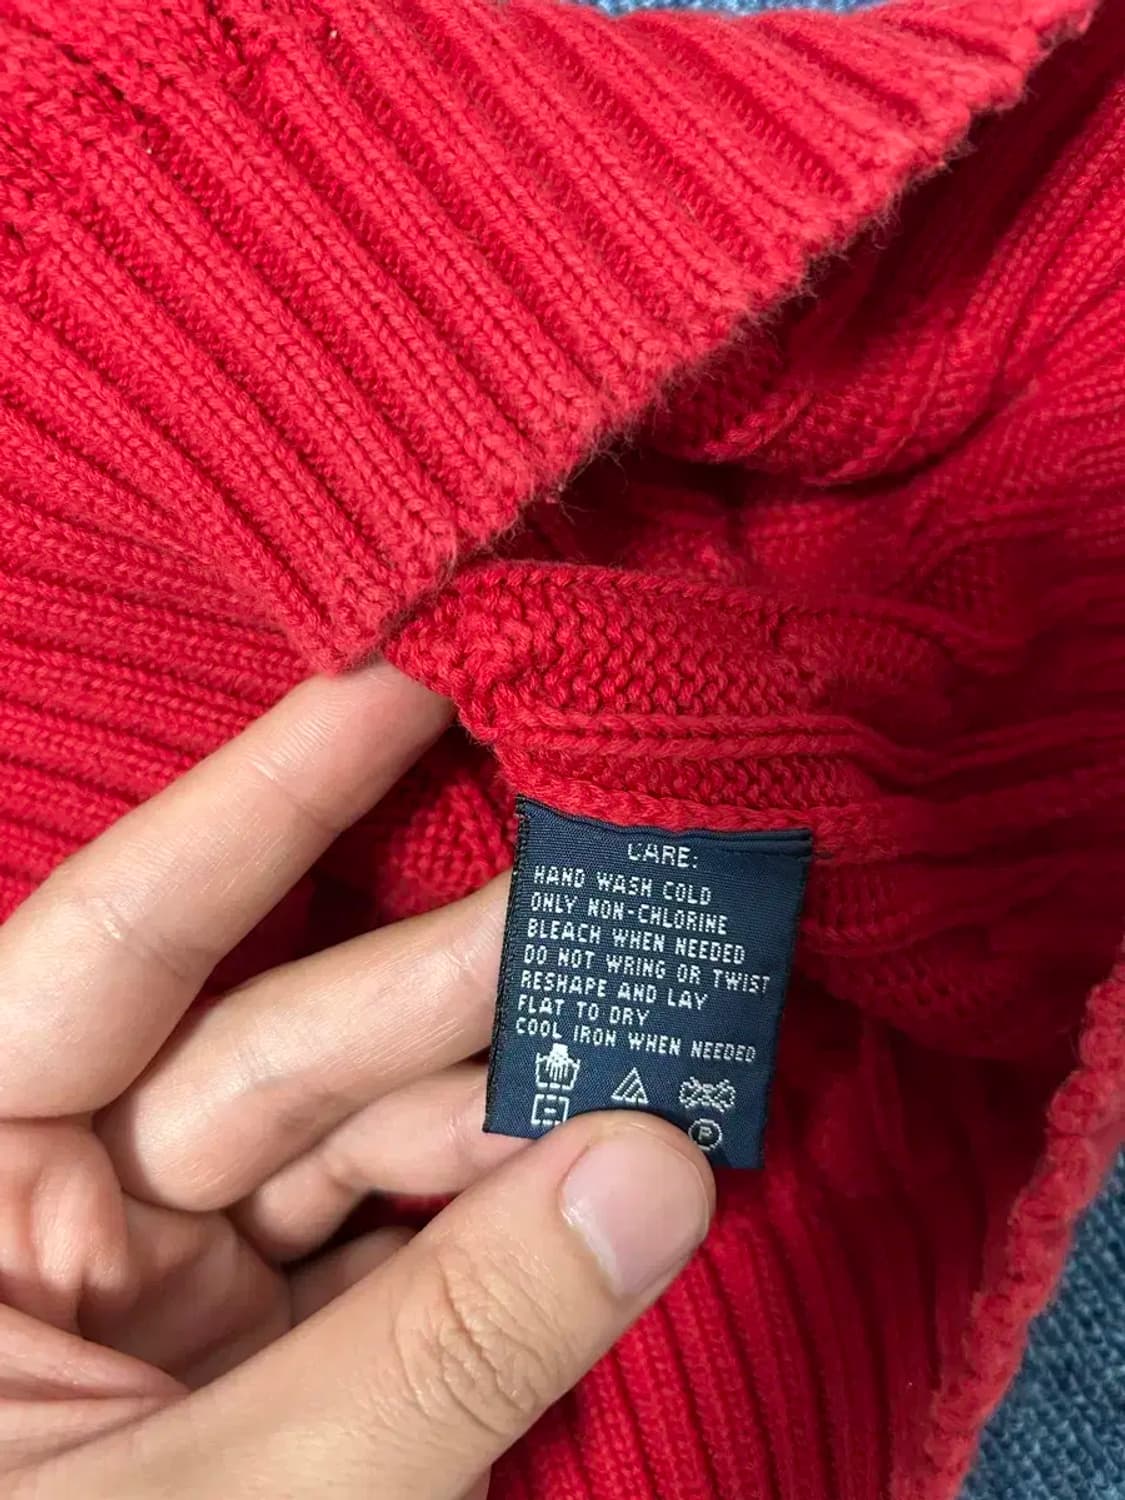 CARE:
HAND WASH COLD
ONLY NON-CHLORINE
BLEACH WHEN NEEDED
DO NOT WRING OR TWIST
RESHAPE AND LAY
FLAT TO DRY
COOL IRON WHEN NEEDED
P